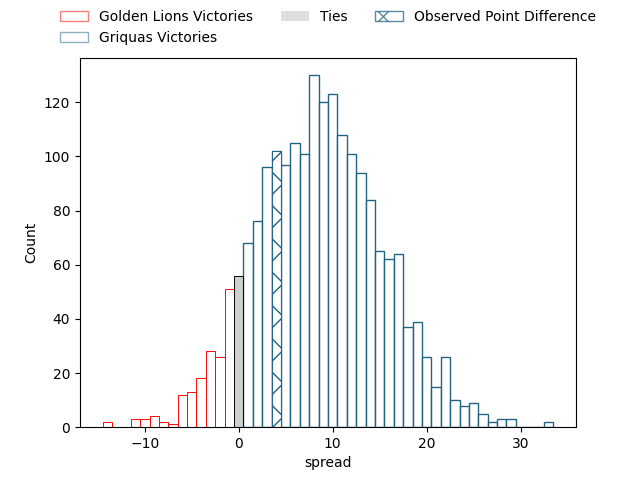 Golden Lions Victories
Griquas Victories
Ties
Observed Point Difference
120
100
80
60
40
20
0
Count
−10
0
10
20
30
spread